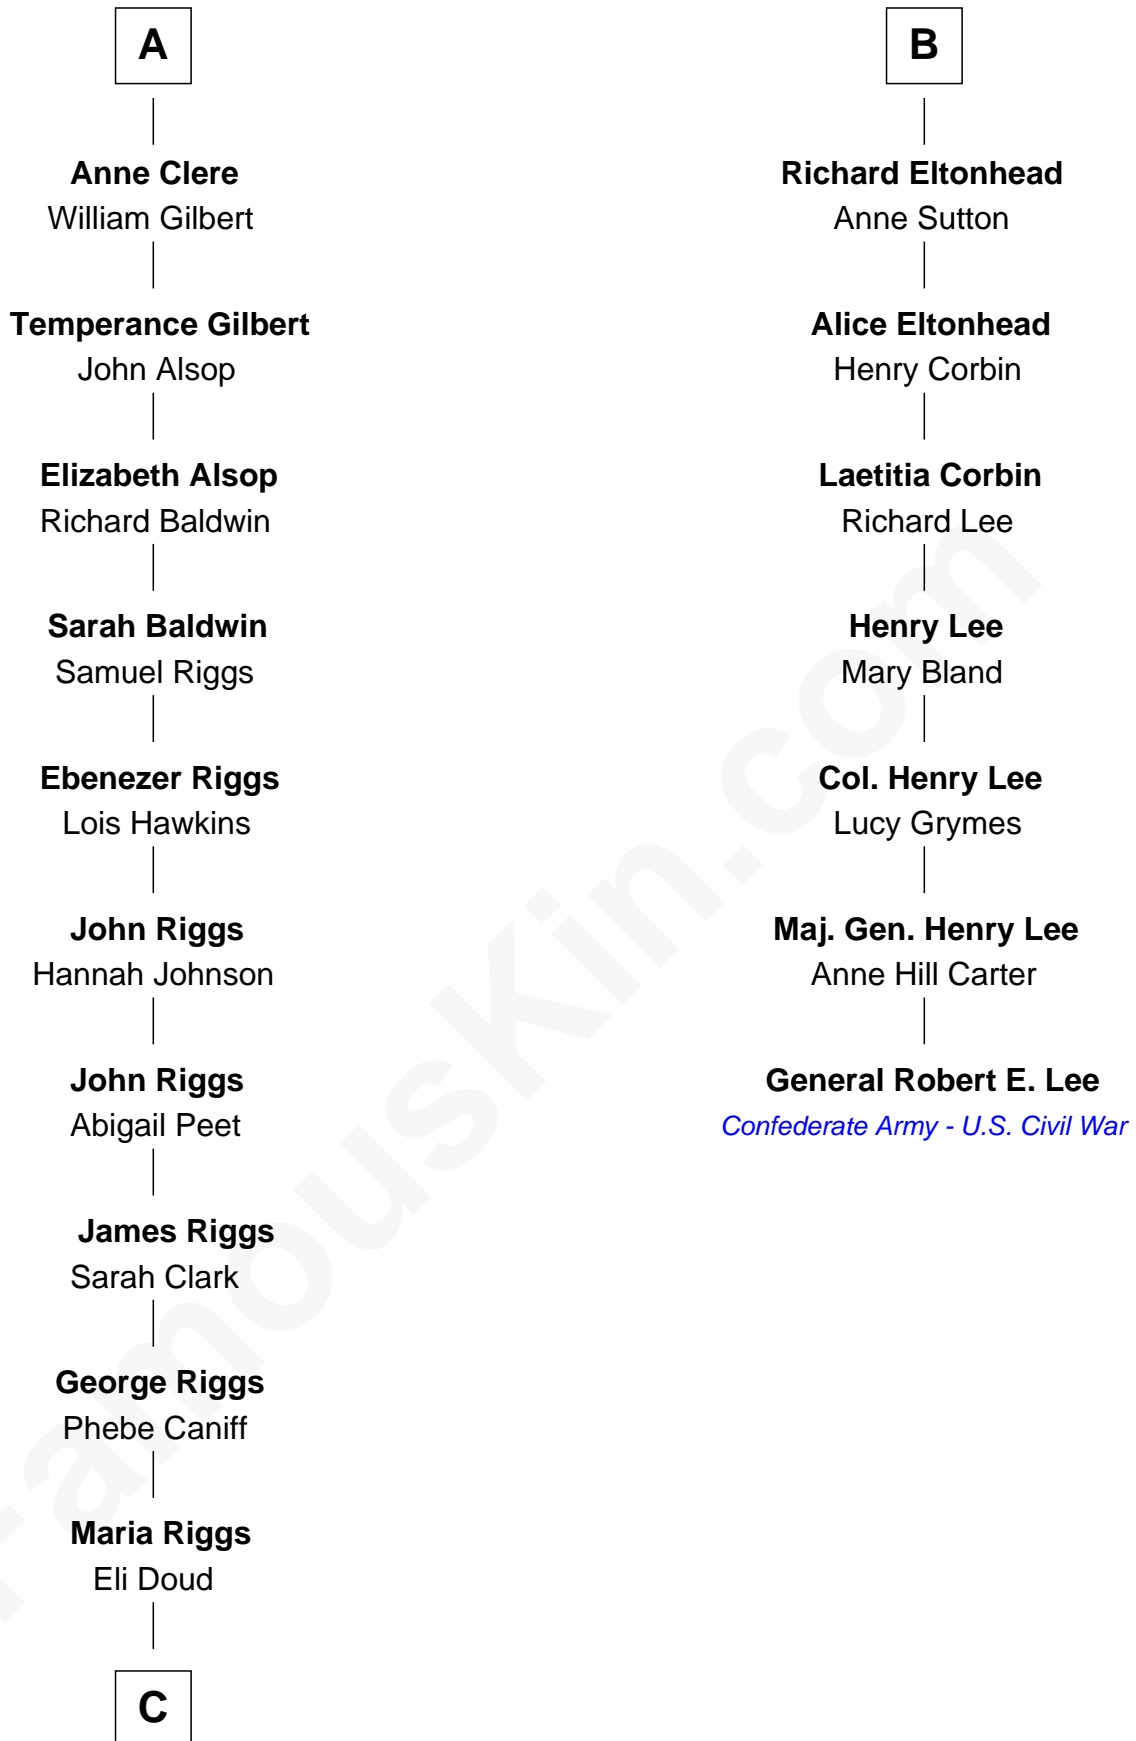 A
Anne Clere
William Gilbert
Temperance Gilbert
John Alsop
Elizabeth Alsop
Richard Baldwin
Sarah Baldwin
Samuel Riggs
Ebenezer Riggs
Lois Hawkins
John Riggs
Hannah Johnson
John Riggs
Abigail Peet
James Riggs
Sarah Clark
George Riggs
Phebe Caniff
Maria Riggs
Eli Doud
C
B
Richard Eltonhead
Anne Sutton
Alice Eltonhead
Henry Corbin
Laetitia Corbin
Richard Lee
Henry Lee
Mary Bland
Col. Henry Lee
Lucy Grymes
Maj. Gen. Henry Lee
Anne Hill Carter
General Robert E. Lee
Confederate Army - U.S. Civil War
FamousKin.com